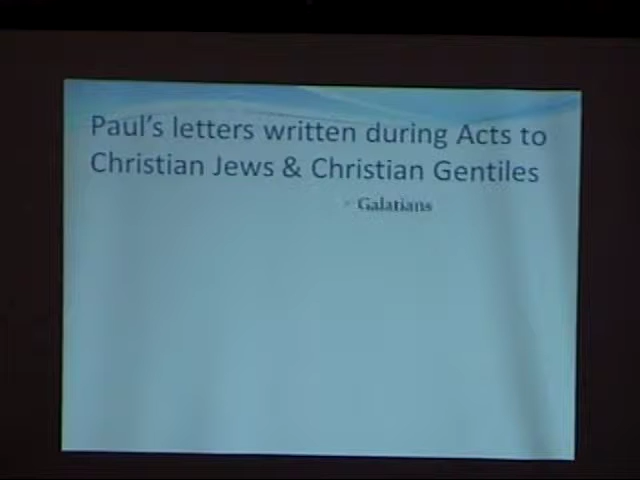 Paul's letters written during Acts to
Christian Jews & Christian Gentiles
Galatians